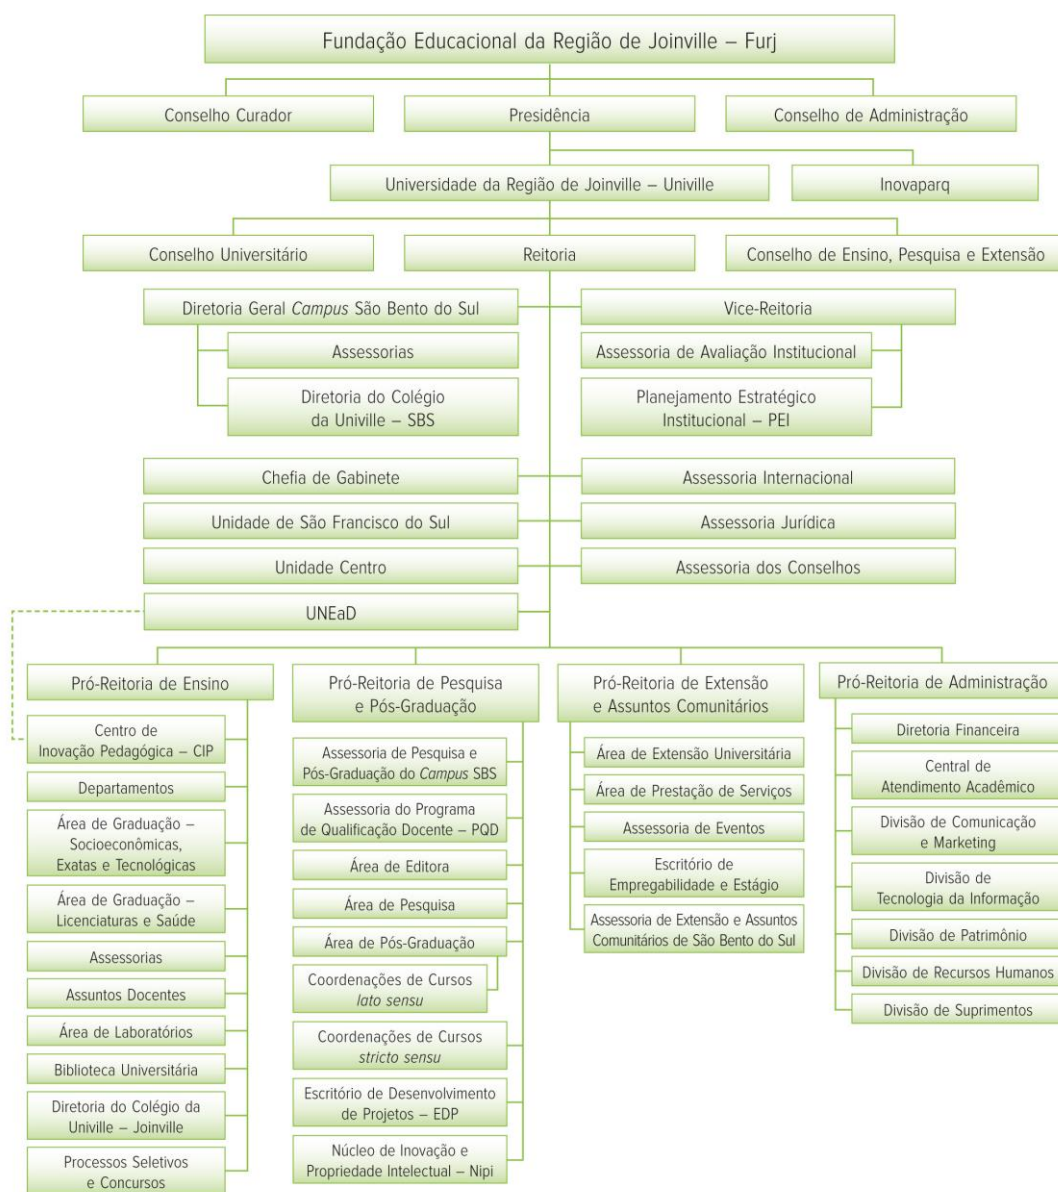 Fundação Educacional da Região de Joinville – Furj
Conselho Curador
Presidência
Conselho de Administração
Universidade da Região de Joinville – Univille
Inovaparq
Conselho Universitário
Reitoria
Conselho de Ensino, Pesquisa e Extensão
Diretoria Geral Campus São Bento do Sul
Vice-Reitoria
Assessorias
Assessoria de Avaliação Institucional
Diretoria do Colégio
da Univille – SBS
Planejamento Estratégico
Institucional – PEI
Chefia de Gabinete
Assessoria Internacional
Unidade de São Francisco do Sul
Assessoria Jurídica
Unidade Centro
Assessoria dos Conselhos
UNEaD
Pró-Reitoria de Ensino
Centro de
Inovação Pedagógica – CIP
Departamentos
Área de Graduação –
Socioeconômicas,
Exatas e Tecnológicas
Área de Graduação –
Licenciaturas e Saúde
Assessorias
Assuntos Docentes
Área de Laboratórios
Biblioteca Universitária
Diretoria do Colégio da
Univille – Joinville
Processos Seletivos
e Concursos
Pró-Reitoria de Pesquisa
e Pós-Graduação
Assessoria de Pesquisa e
Pós-Graduação do Campus SBS
Assessoria do Programa
de Qualificação Docente – PQD
Área de Editora
Área de Pesquisa
Área de Pós-Graduação
Coordenações de Cursos
lato sensu
Coordenações de Cursos
stricto sensu
Escritório de Desenvolvimento
de Projetos – EDP
Núcleo de Inovação e
Propriedade Intelectual – Nipi
Pró-Reitoria de Extensão
e Assuntos Comunitários
Área de Extensão Universitária
Área de Prestação de Serviços
Assessoria de Eventos
Escritório de
Empregabilidade e Estágio
Assessoria de Extensão e Assuntos
Comunitários de São Bento do Sul
Pró-Reitoria de Administração
Diretoria Financeira
Central de
Atendimento Acadêmico
Divisão de Comunicação
e Marketing
Divisão de
Tecnologia da Informação
Divisão de Patrimônio
Divisão de Recursos Humanos
Divisão de Suprimentos